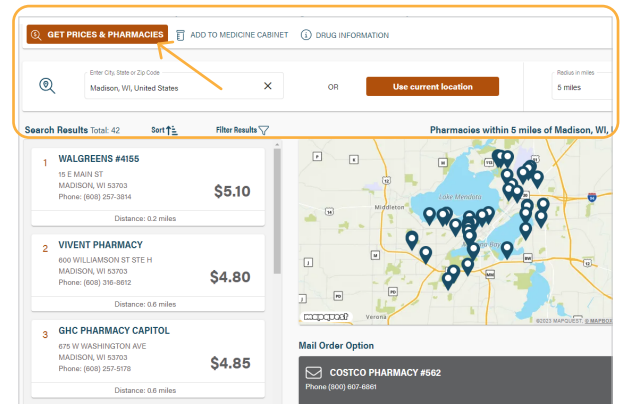 GET PRICES & PHARMACIES ADD TO MEDICINE CABINET DRUG INFORMATION
Enter City, State or Zip Code
Madison, WI, United States
OR
Use current location
Radius in miles
5 miles
Search Results Total: 42 Sort Filter Results
Pharmacies within 5 miles of Madison, WI,
1 WALGREENS #4155
15 E MAIN ST
MADISON, WI 53703
Phone: (608) 257-3814
$5.10
Distance: 0.2 miles
2 VIVENT PHARMACY
600 WILLIAMSON ST STE H
MADISON, WI 53703
Phone: (608) 316-8612
$4.80
Distance: 0.6 miles
3 GHC PHARMACY CAPITOL
675 W WASHINGTON AVE
MADISON, WI 53703
Phone: (608) 257-5178
$4.85
Distance: 0.6 miles
Lake Mendota
Middleton
Verona
mapquest
©2023 MAPQUEST, © MAPBOX
Mail Order Option
COSTCO PHARMACY #562
Phone (800) 607-6861